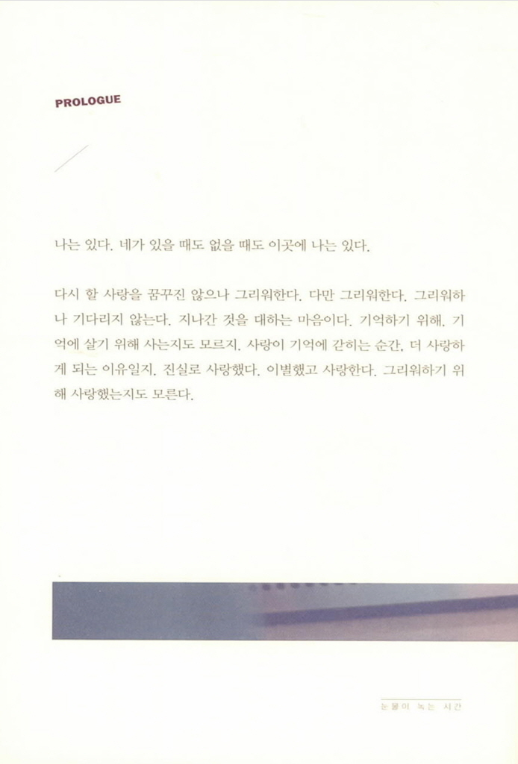 PROLOGUE
나는 있다. 네가 있을 때도 없을 때도 이곳에 나는 있다.
다시 할 사랑을 꿈꾸진 않으나 그리워한다. 다만 그리워한다. 그리워하
나 기다리지 않는다. 지나간 것을 대하는 마음이다. 기억하기 위해, 기
억에 살기 위해 사는지도 모르지. 사랑이 기억에 갇히는 순간, 더 사랑하
게 되는 이유일지. 진실로 사랑했다. 이별했고 사랑한다. 그리워하기 위
해 사랑했는지도 모른다.
눈물이 녹는 시간